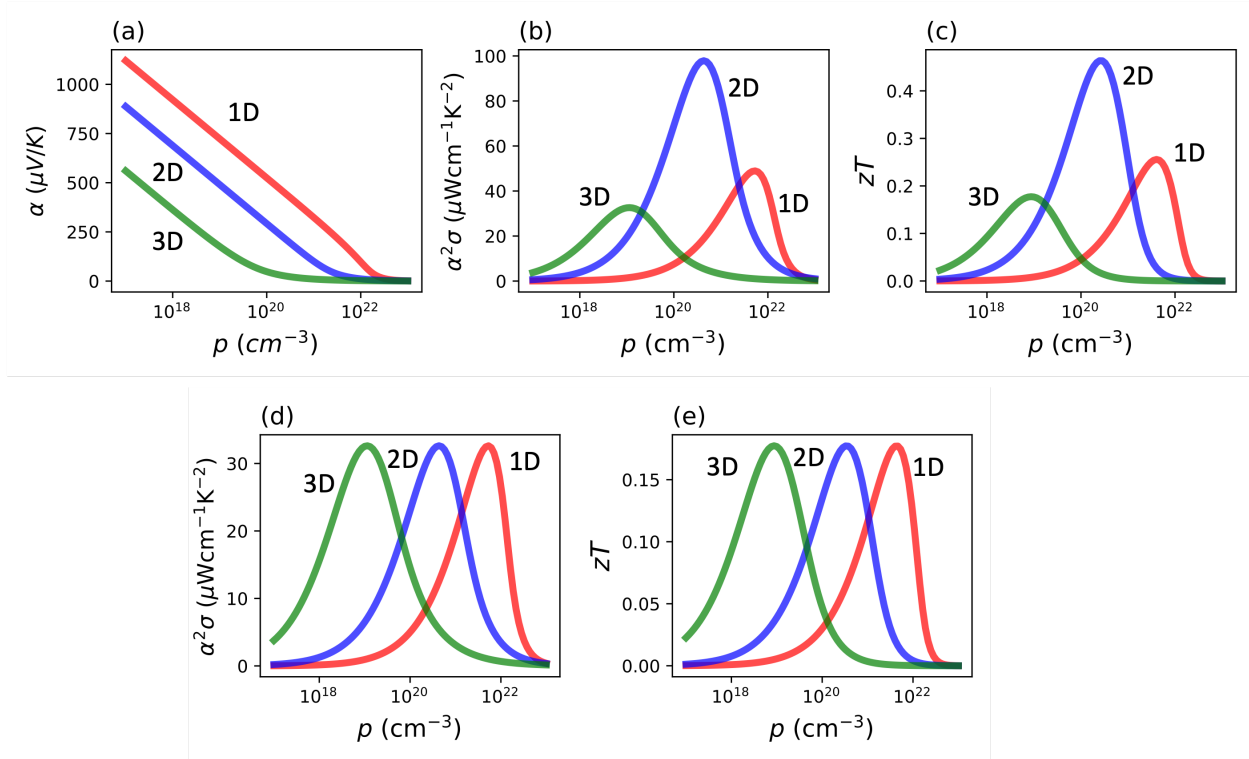 (a)
α (μV/K)
1000
750
500
250
0
1D
2D
3D
10^18 10^20 10^22
p (cm^−3)
(b)
α^2σ (μWcm^−1K^−2)
100
80
60
40
20
0
2D
3D
1D
10^18 10^20 10^22
p (cm^−3)
(c)
zT
0.4
0.3
0.2
0.1
0.0
2D
1D
3D
10^18 10^20 10^22
p (cm^−3)
(d)
α^2σ (μWcm^−1K^−2)
30
20
10
0
3D 2D 1D
10^18 10^20 10^22
p (cm^−3)
(e)
zT
0.15
0.10
0.05
0.00
3D 2D 1D
10^18 10^20 10^22
p (cm^−3)